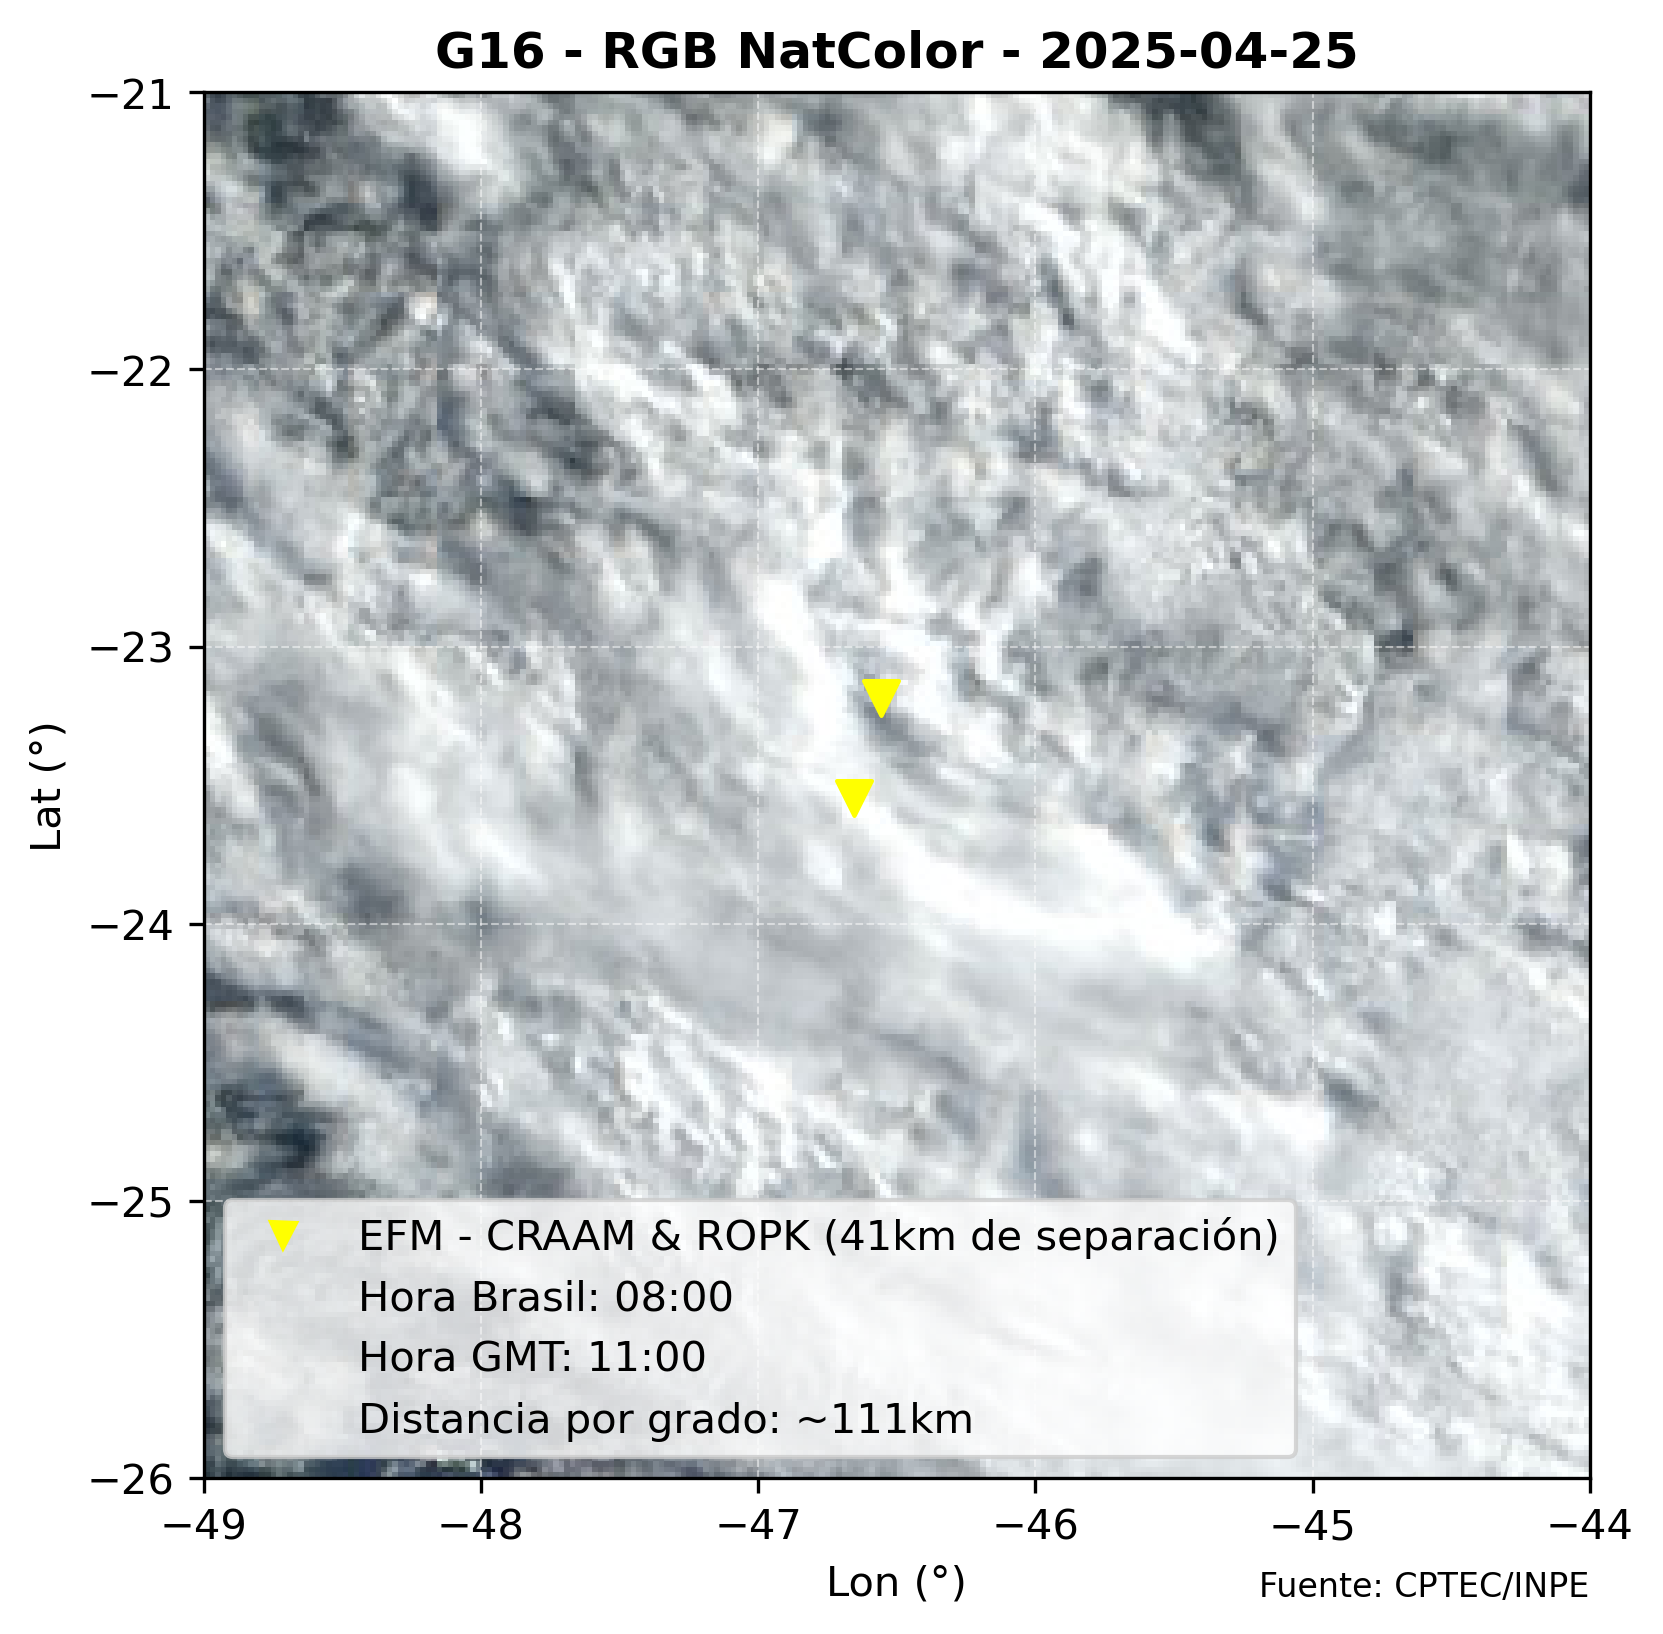 G16 - RGB NatColor - 2025-04-25
−21
−22
−23
−24
−25
−26
Lat (°)
EFM - CRAAM & ROPK (41km de separación)
Hora Brasil: 08:00
Hora GMT: 11:00
Distancia por grado: ~111km
−49 −48 −47 −46 −45 −44
Lon (°)
Fuente: CPTEC/INPE